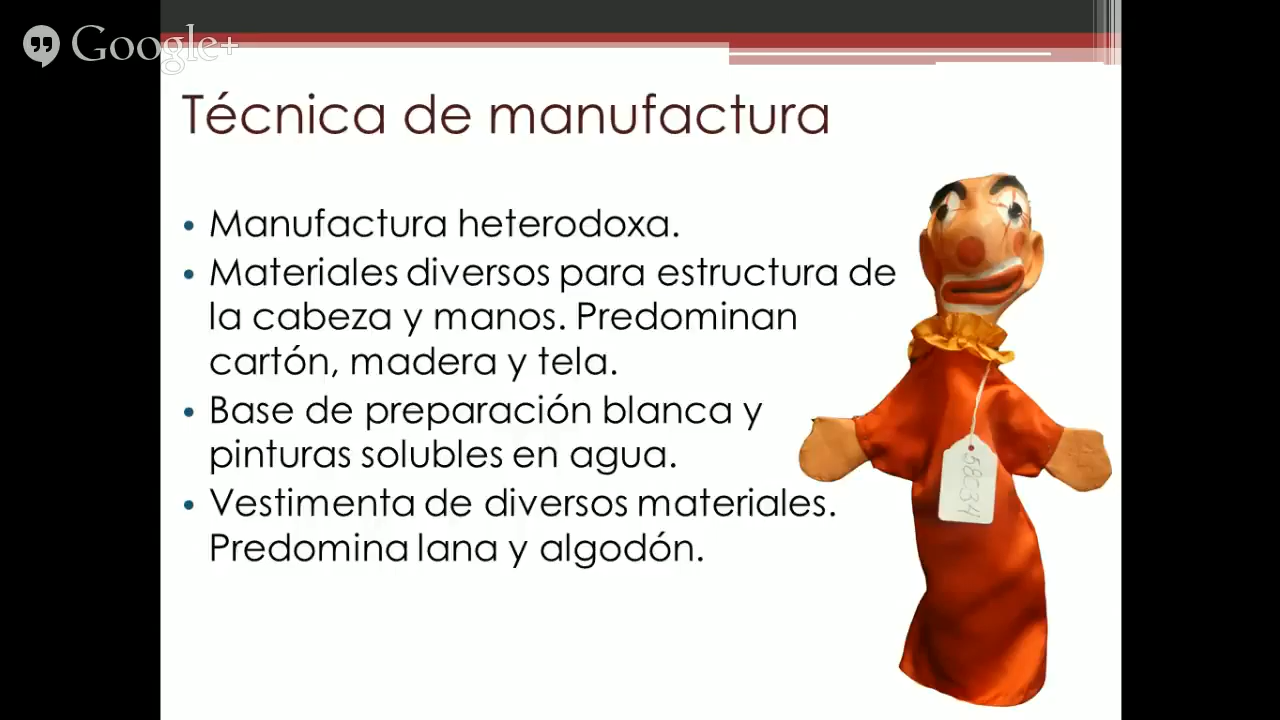 Google+
Técnica de manufactura
• Manufactura heterodoxa.
• Materiales diversos para estructura de
la cabeza y manos. Predominan
cartón, madera y tela.
• Base de preparación blanca y
pinturas solubles en agua.
• Vestimenta de diversos materiales.
Predomina lana y algodón.
58C34